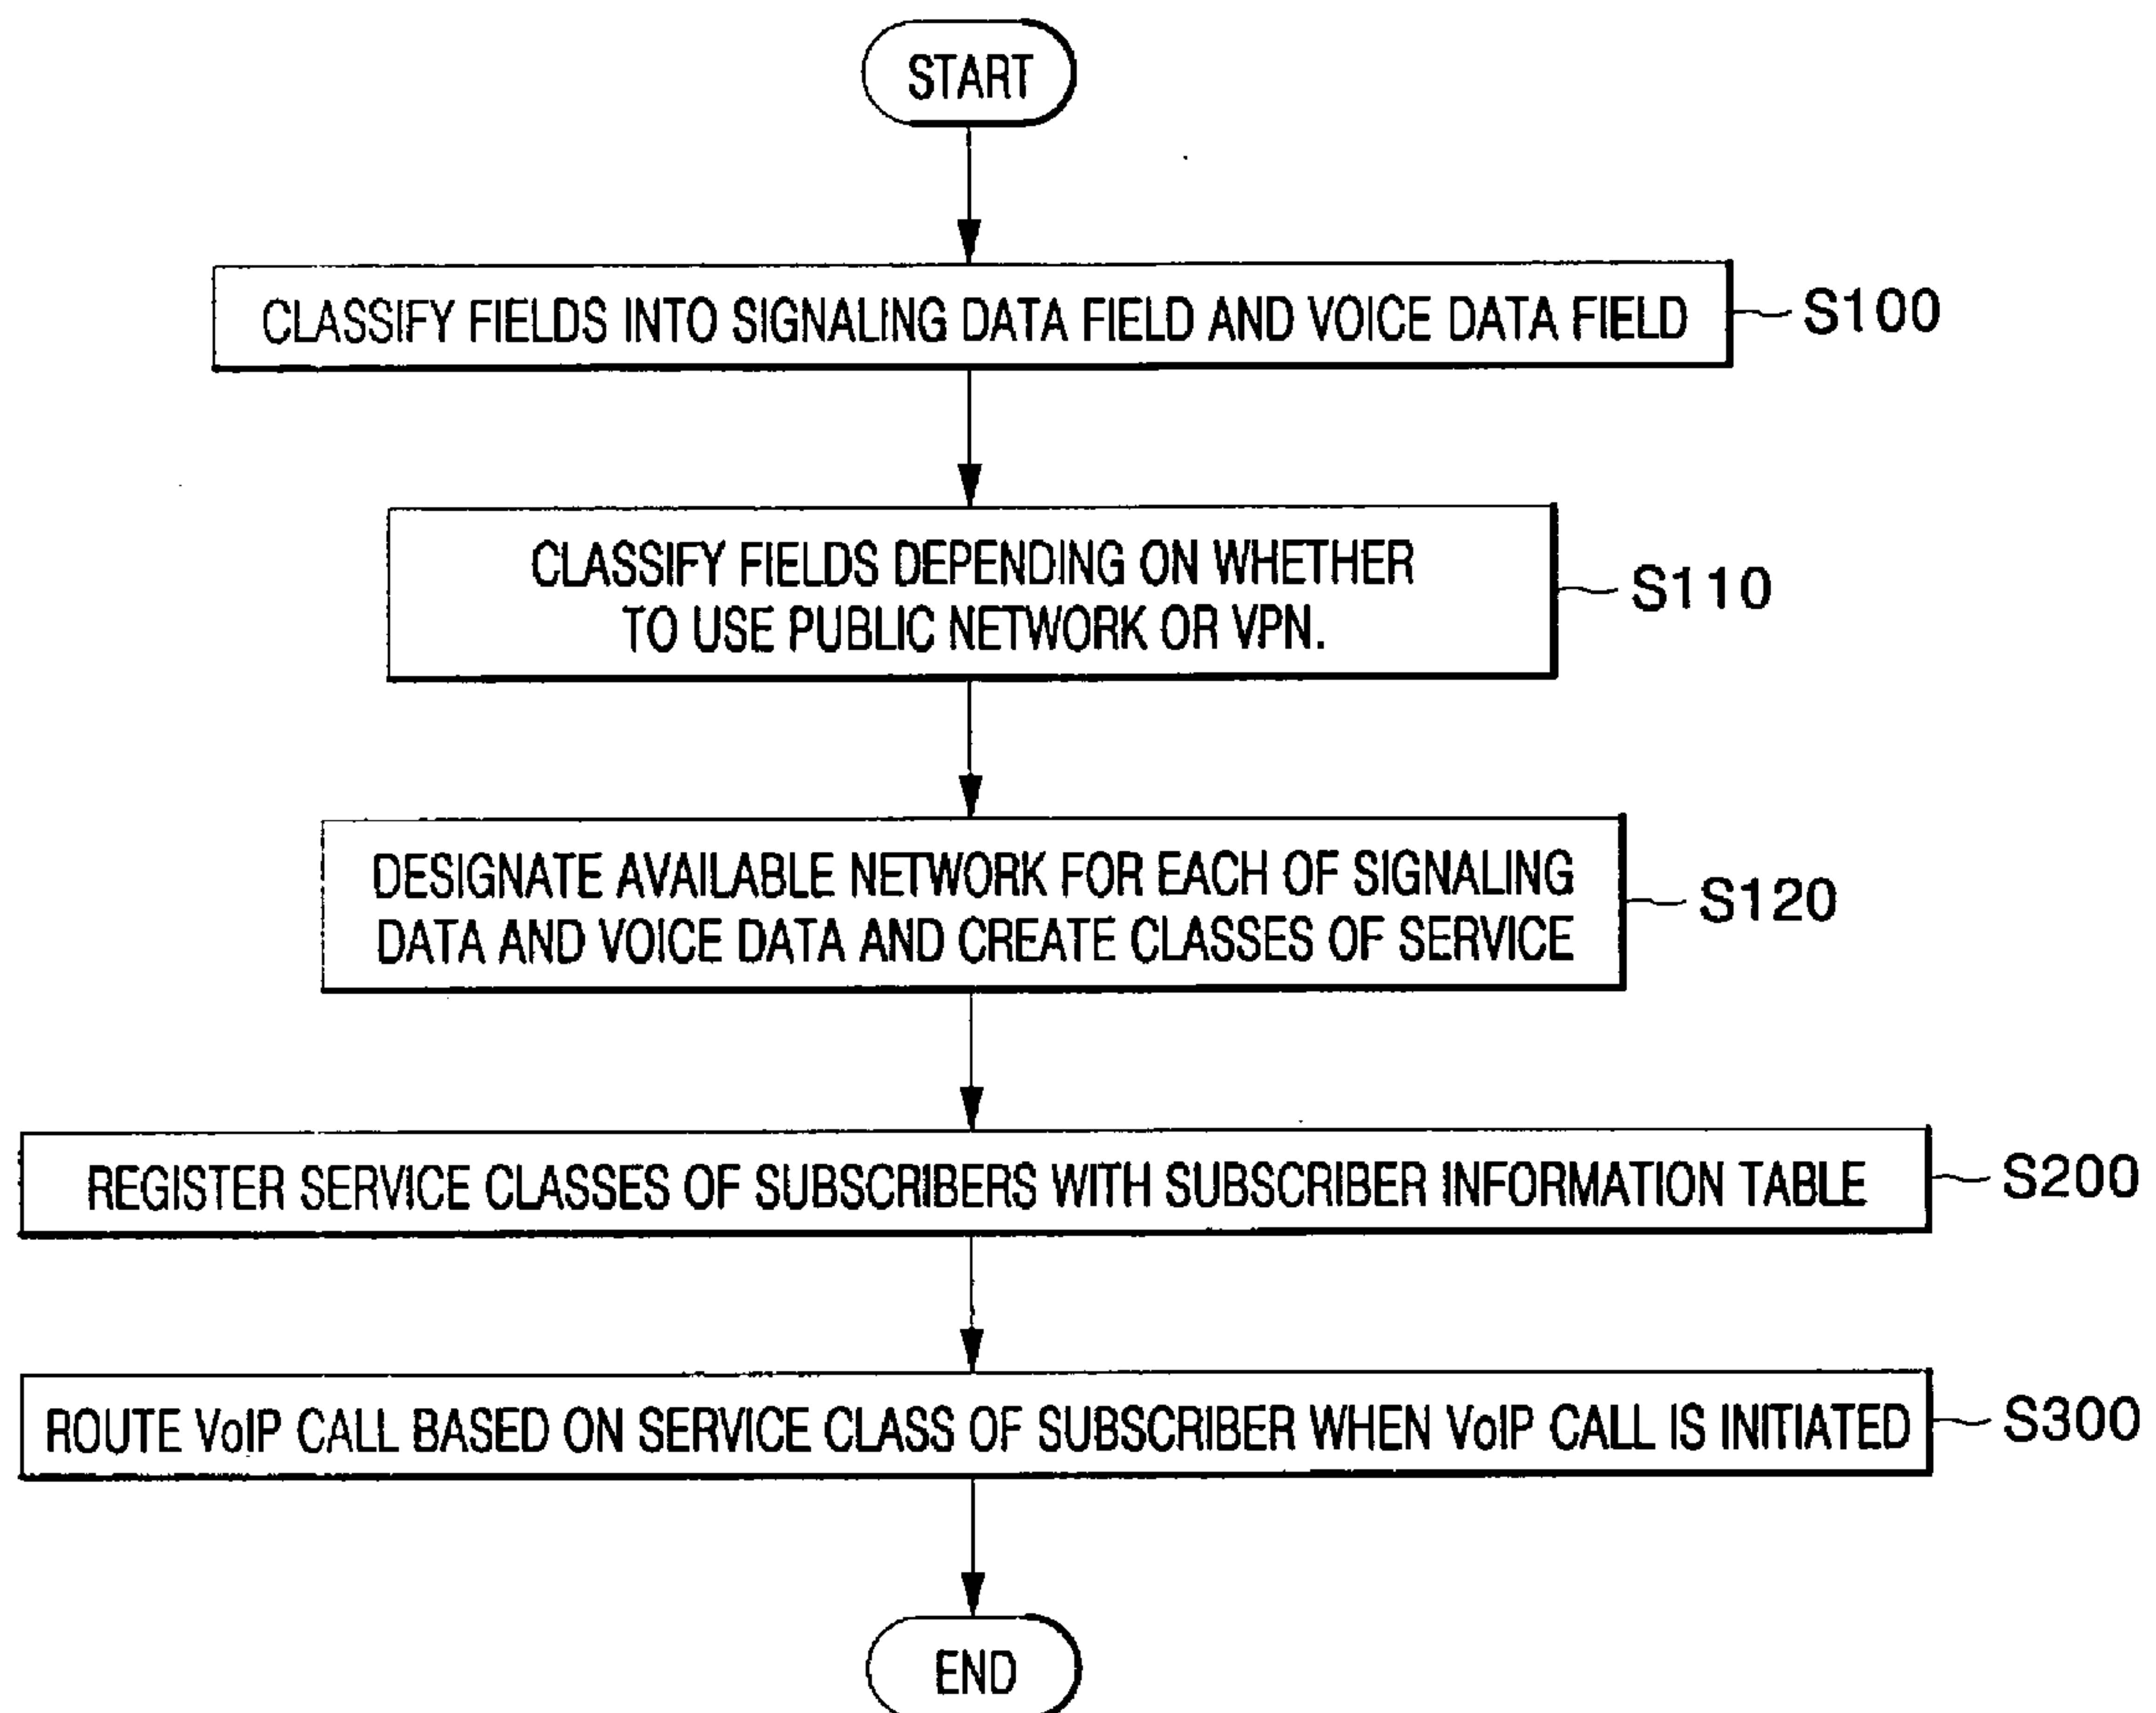 START
CLASSIFY FIELDS INTO SIGNALING DATA FIELD AND VOICE DATA FIELD
S100
CLASSIFY FIELDS DEPENDING ON WHETHER
TO USE PUBLIC NETWORK OR VPN.
S110
DESIGNATE AVAILABLE NETWORK FOR EACH OF SIGNALING
DATA AND VOICE DATA AND CREATE CLASSES OF SERVICE
S120
REGISTER SERVICE CLASSES OF SUBSCRIBERS WITH SUBSCRIBER INFORMATION TABLE
S200
ROUTE VoIP CALL BASED ON SERVICE CLASS OF SUBSCRIBER WHEN VoIP CALL IS INITIATED
S300
END